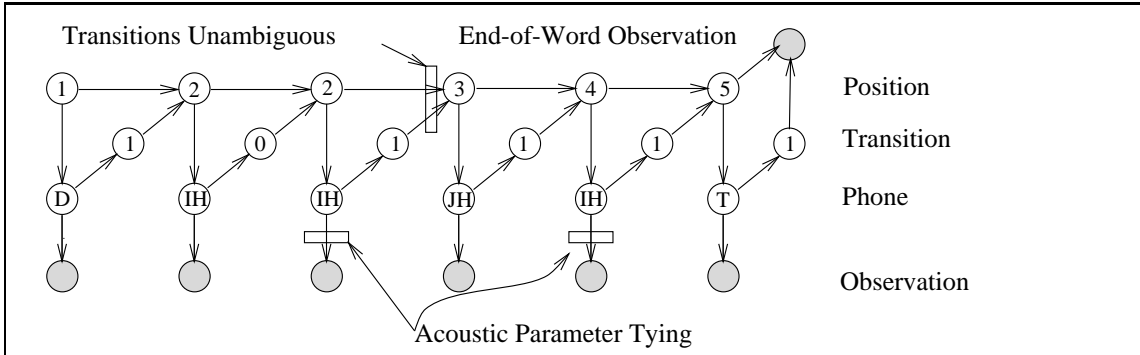 Transitions Unambiguous End-of-Word Observation
1 2 2 3 4 5 Position
1 0 1 1 1 1 Transition
D IH IH JH IH T Phone
Observation
Acoustic Parameter Tying